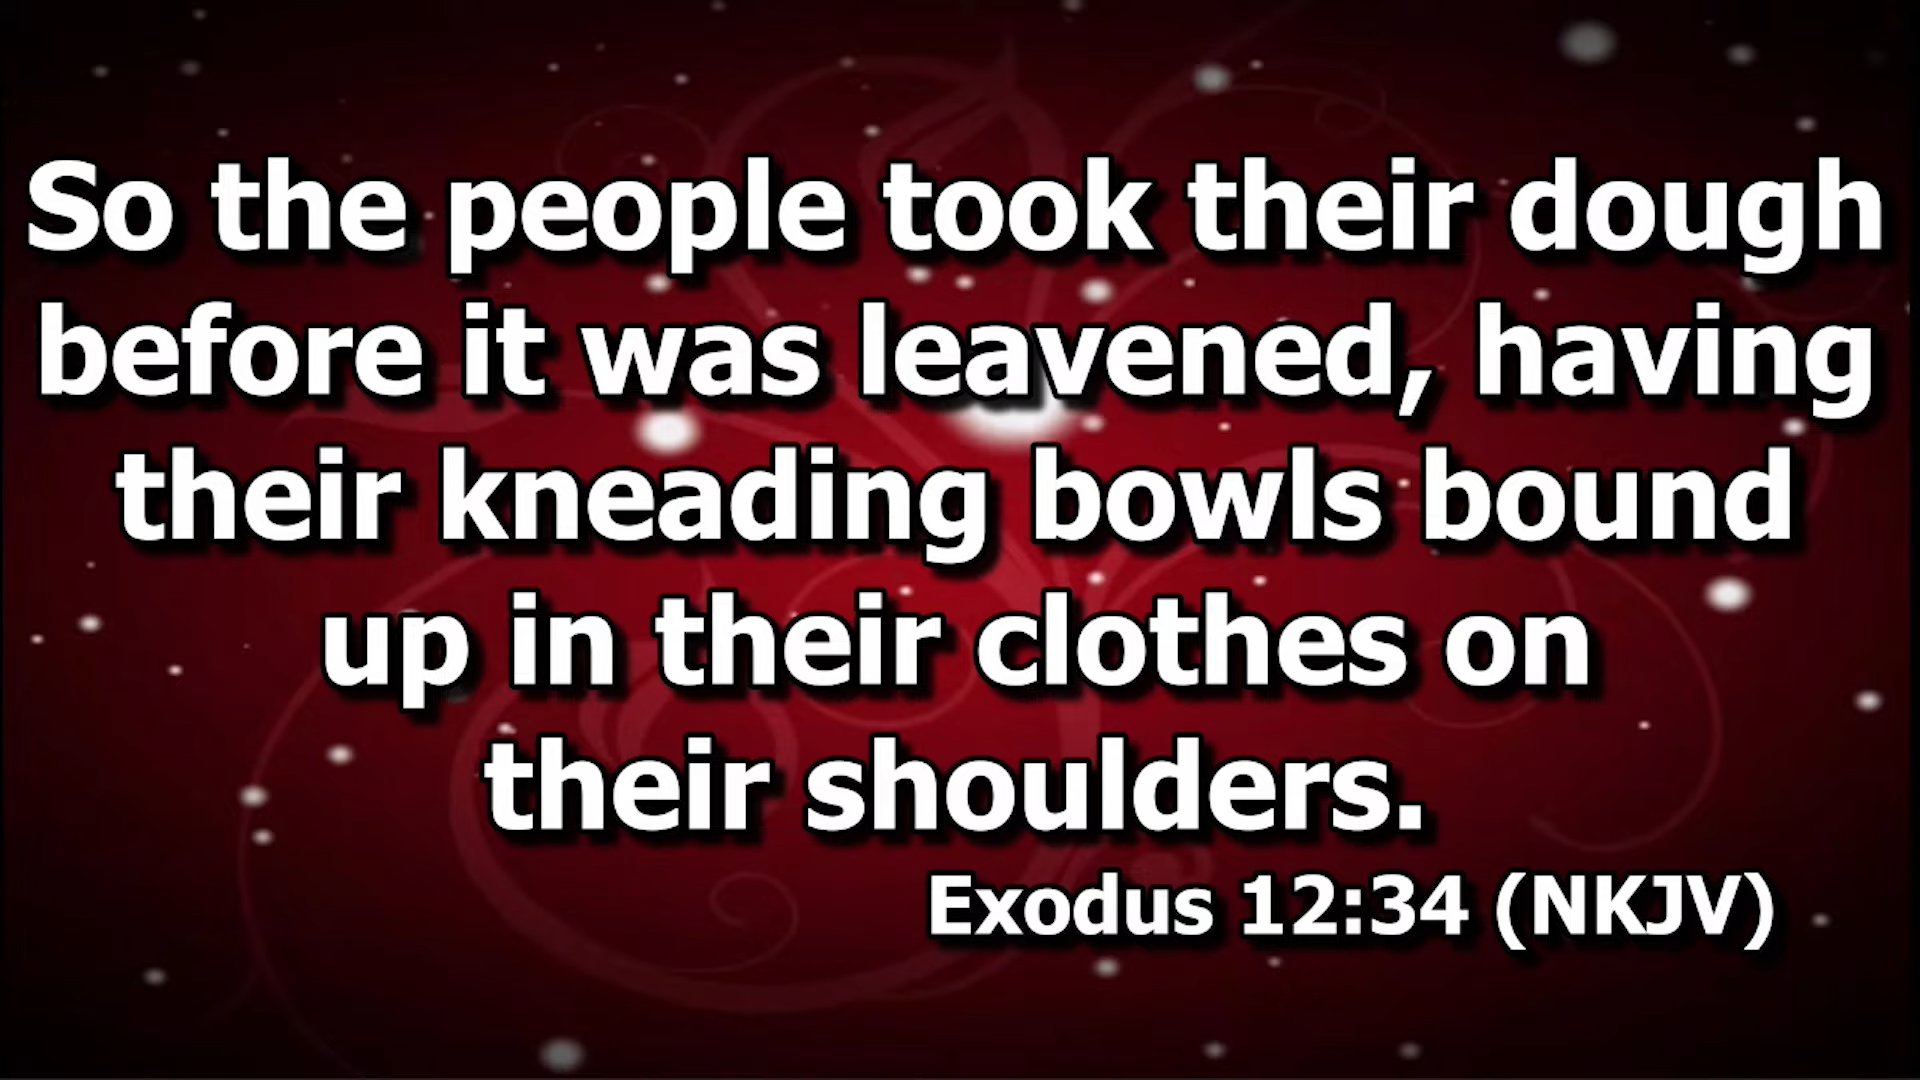 So the people took their dough
before it was leavened, having
their kneading bowls bound
up in their clothes on
their shoulders.
Exodus 12:34 (NKJV)